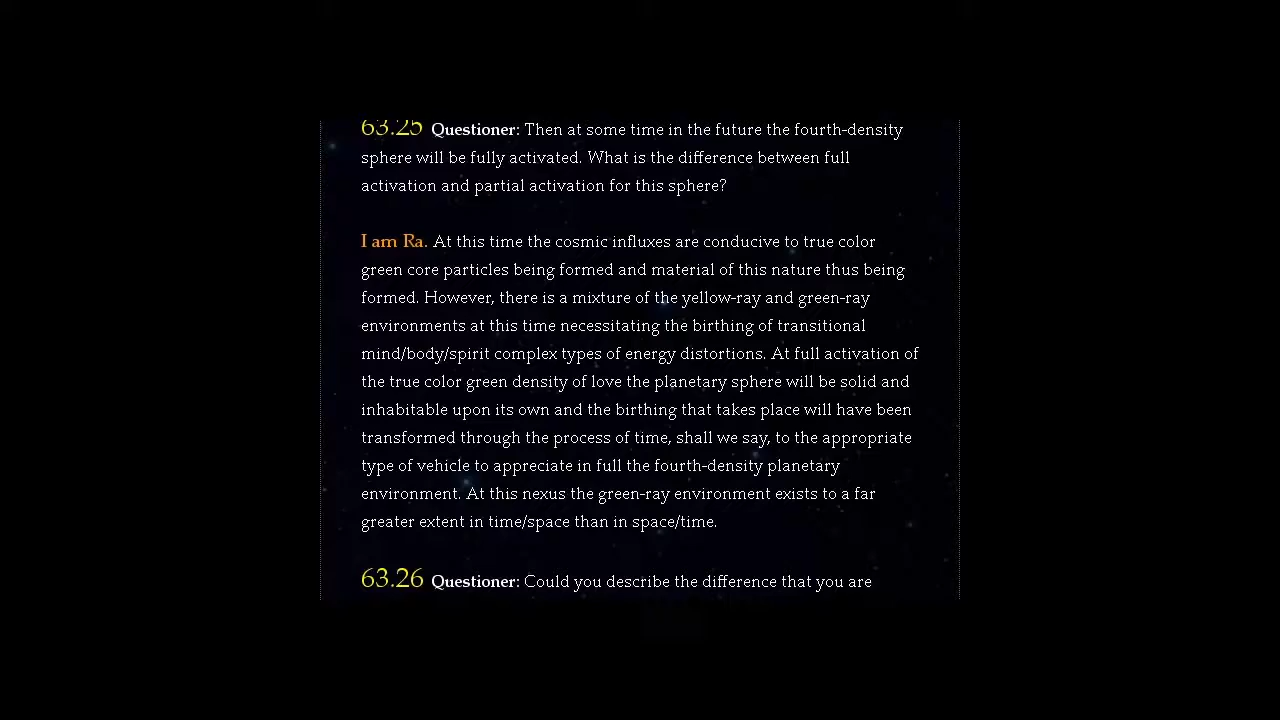 63.25 Questioner: Then at some time in the future the fourth-density
sphere will be fully activated. What is the difference between full
activation and partial activation for this sphere?
I am Ra. At this time the cosmic influxes are conducive to true color
green core particles being formed and material of this nature thus being
formed. However, there is a mixture of the yellow-ray and green-ray
environments at this time necessitating the birthing of transitional
mind/body/spirit complex types of energy distortions. At full activation of
the true color green density of love the planetary sphere will be solid and
inhabitable upon its own and the birthing that takes place will have been
transformed through the process of time, shall we say, to the appropriate
type of vehicle to appreciate in full the fourth-density planetary
environment. At this nexus the green-ray environment exists to a far
greater extent in time/space than in space/time.
63.26 Questioner: Could you describe the difference that you are